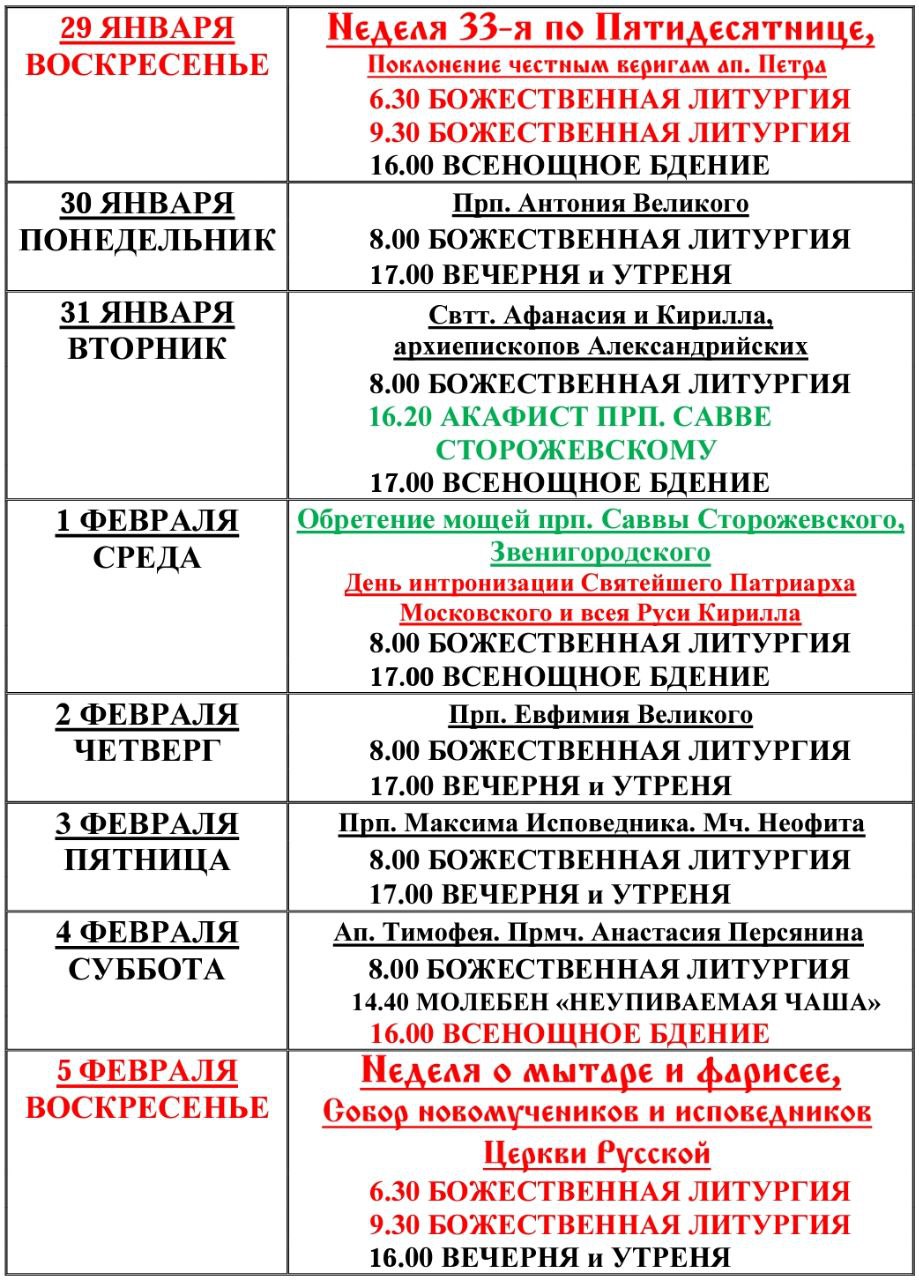 29 ЯНВАРЯ
ВОСКРЕСЕНЬЕ
Неделя 33-я по Пятидесятнице,
Поклонение честным веригам ап. Петра
6.30 БОЖЕСТВЕННАЯ ЛИТУРГИЯ
9.30 БОЖЕСТВЕННАЯ ЛИТУРГИЯ
16.00 ВСЕНОЩНОЕ БДЕНИЕ
30 ЯНВАРЯ
ПОНЕДЕЛЬНИК
Прп. Антония Великого
8.00 БОЖЕСТВЕННАЯ ЛИТУРГИЯ
17.00 ВЕЧЕРНЯ и УТРЕНЯ
31 ЯНВАРЯ
ВТОРНИК
Свтт. Афанасия и Кирилла,
архиепископов Александрийских
8.00 БОЖЕСТВЕННАЯ ЛИТУРГИЯ
16.20 АКАФИСТ ПРП. САВВЕ
СТОРОЖЕВСКОМУ
17.00 ВСЕНОЩНОЕ БДЕНИЕ
1 ФЕВРАЛЯ
СРЕДА
Обретение мощей прп. Саввы Сторожевского,
Звенигородского
День интронизации Святейшего Патриарха
Московского и всея Руси Кирилла
8.00 БОЖЕСТВЕННАЯ ЛИТУРГИЯ
17.00 ВСЕНОЩНОЕ БДЕНИЕ
2 ФЕВРАЛЯ
ЧЕТВЕРГ
Прп. Евфимия Великого
8.00 БОЖЕСТВЕННАЯ ЛИТУРГИЯ
17.00 ВЕЧЕРНЯ и УТРЕНЯ
3 ФЕВРАЛЯ
ПЯТНИЦА
Прп. Максима Исповедника. Мч. Неофита
8.00 БОЖЕСТВЕННАЯ ЛИТУРГИЯ
17.00 ВЕЧЕРНЯ и УТРЕНЯ
4 ФЕВРАЛЯ
СУББОТА
Ап. Тимофея. Прмч. Анастасия Персянина
8.00 БОЖЕСТВЕННАЯ ЛИТУРГИЯ
14.40 МОЛЕБЕН «НЕУПИВАЕМАЯ ЧАША»
16.00 ВСЕНОЩНОЕ БДЕНИЕ
5 ФЕВРАЛЯ
ВОСКРЕСЕНЬЕ
Неделя о мытаре и фарисее,
Собор новомучеников и исповедников
Церкви Русской
6.30 БОЖЕСТВЕННАЯ ЛИТУРГИЯ
9.30 БОЖЕСТВЕННАЯ ЛИТУРГИЯ
16.00 ВЕЧЕРНЯ и УТРЕНЯ